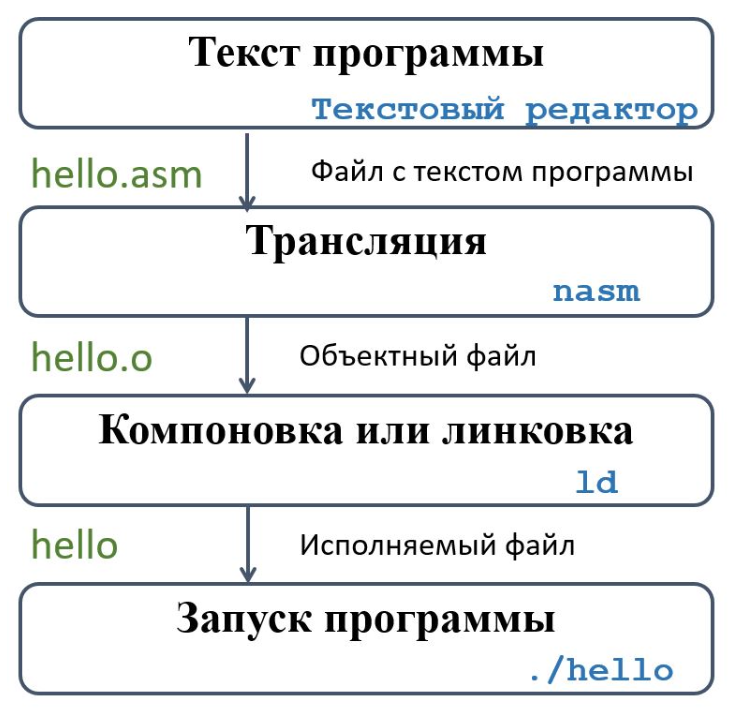 Текст программы
Текстовый редактор
hello.asm
Файл с текстом программы
Трансляция
nasm
hello.o
Объектный файл
Компоновка или линковка
ld
hello
Исполняемый файл
Запуск программы
./hello